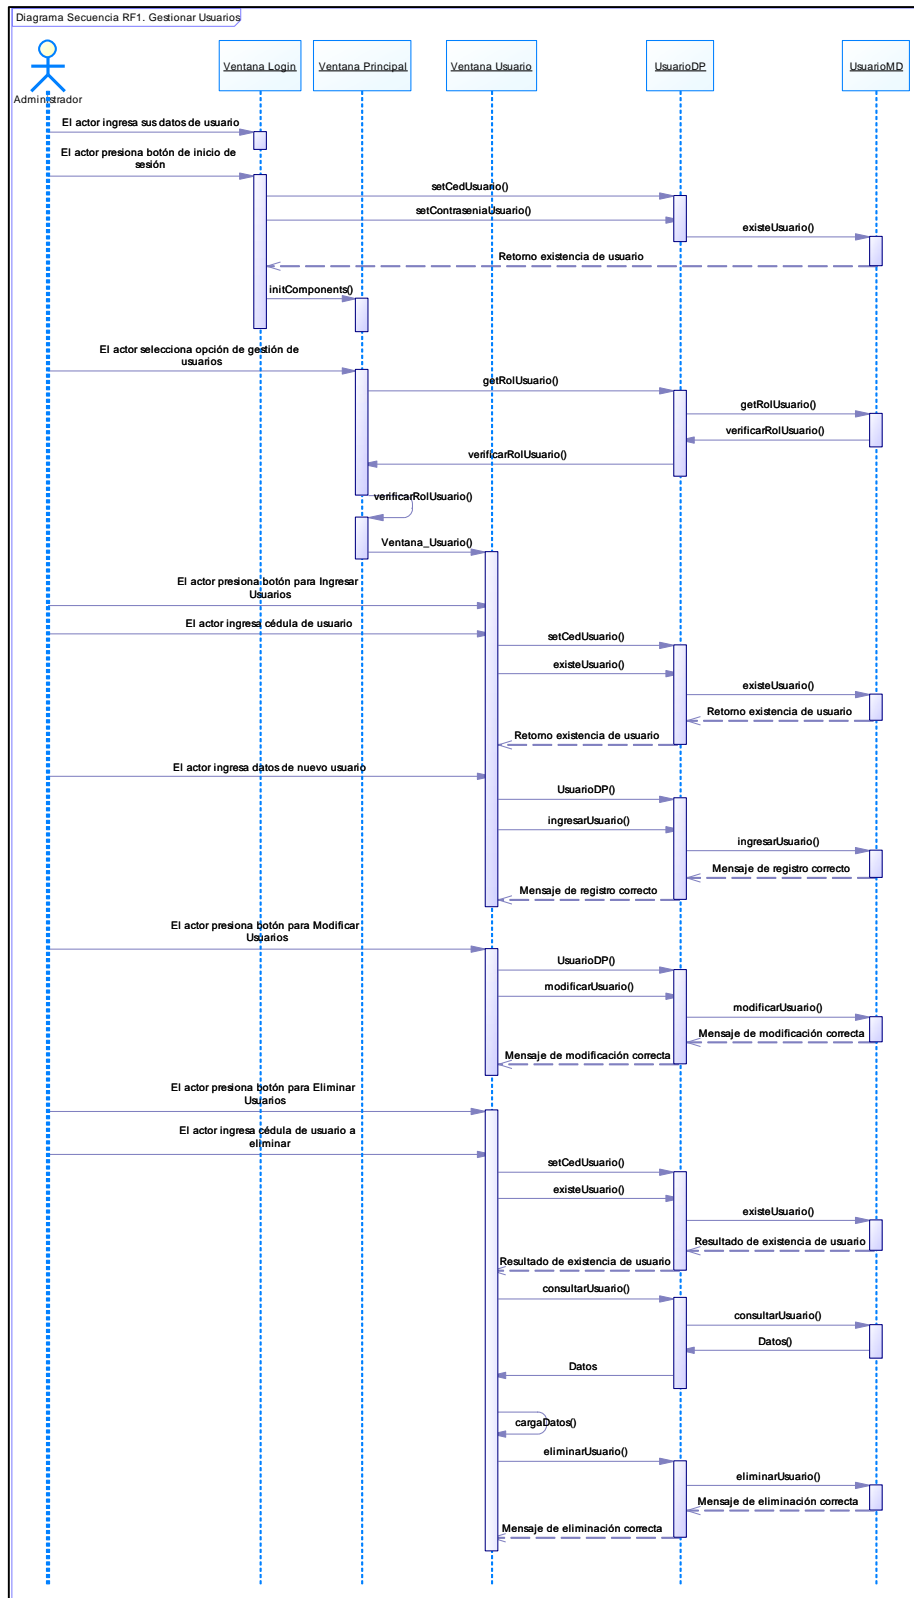 Diagrama Secuencia RF1. Gestionar Usuarios
Ventana Login
Ventana Principal
Ventana Usuario
UsuarioDP
UsuarioMD
Administrador
El actor ingresa sus datos de usuario
El actor presiona botón de inicio de
sesión
setCedUsuario()
setContraseniaUsuario()
existeUsuario()
Retorno existencia de usuario
initComponents()
El actor selecciona opción de gestión de
usuarios
getRolUsuario()
getRolUsuario()
verificarRolUsuario()
verificarRolUsuario()
verificarRolUsuario()
Ventana_Usuario()
El actor presiona botón para Ingresar
Usuarios
El actor ingresa cédula de usuario
setCedUsuario()
existeUsuario()
existeUsuario()
Retorno existencia de usuario
Retorno existencia de usuario
El actor ingresa datos de nuevo usuario
UsuarioDP()
ingresarUsuario()
ingresarUsuario()
Mensaje de registro correcto
Mensaje de registro correcto
El actor presiona botón para Modificar
Usuarios
UsuarioDP()
modificarUsuario()
modificarUsuario()
Mensaje de modificación correcta
Mensaje de modificación correcta
El actor presiona botón para Eliminar
Usuarios
El actor ingresa cédula de usuario a
eliminar
setCedUsuario()
existeUsuario()
existeUsuario()
Resultado de existencia de usuario
Resultado de existencia de usuario
consultarUsuario()
consultarUsuario()
Datos()
Datos
cargaDatos()
eliminarUsuario()
eliminarUsuario()
Mensaje de eliminación correcta
Mensaje de eliminación correcta